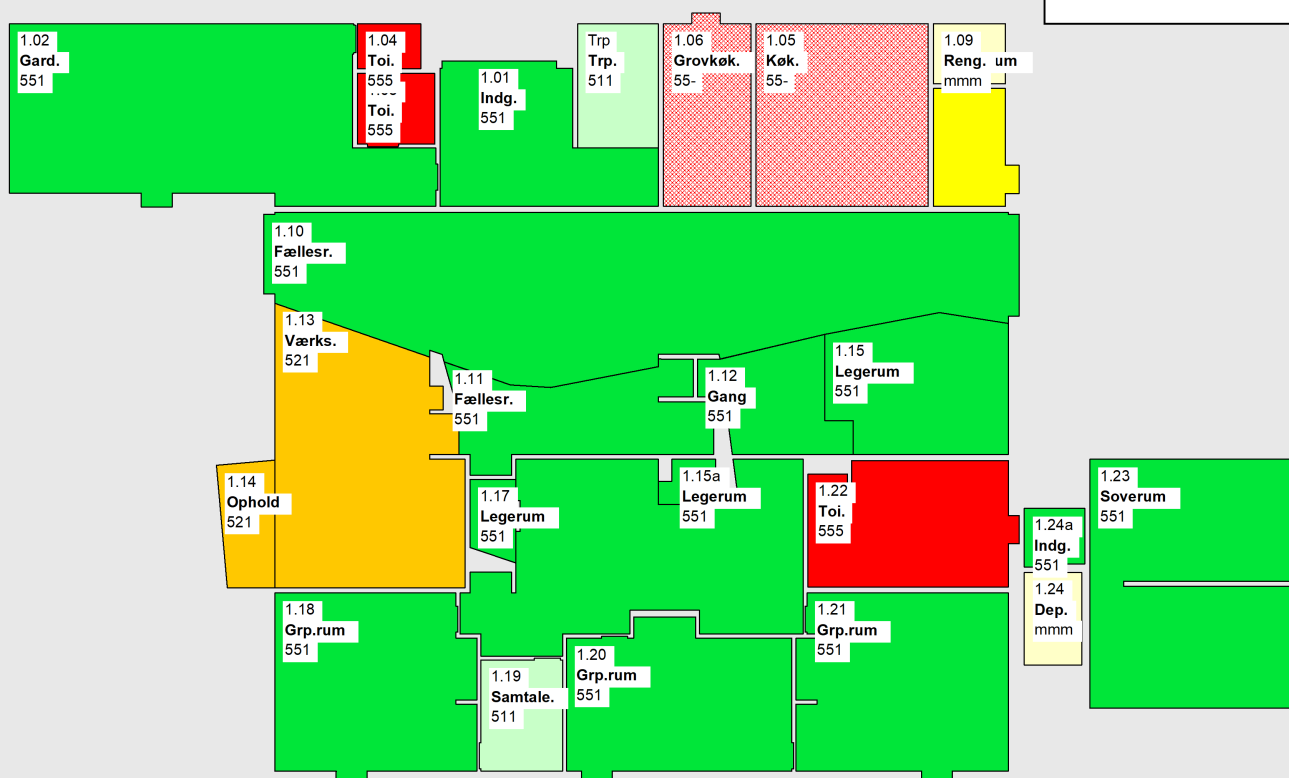 1.02
Gard.
551
1.04
Toi.
555
Toi.
555
1.01
Indg.
551
Trp
Trp.
511
1.06
Grovkøk.
55-
1.05
Køk.
55-
1.09
Reng. um
mmm
1.10
Fællesr.
551
1.13
Værks.
521
1.11
Fællesr.
551
1.12
Gang
551
1.15
Legerum
551
1.14
Ophold
521
1.17
Legerum
551
1.15a
Legerum
551
1.22
Toi.
555
1.24a
Indg.
551
1.23
Soverum
551
1.24
Dep.
mmm
1.18
Grp.rum
551
1.19
Samtale.
511
1.20
Grp.rum
551
1.21
Grp.rum
551